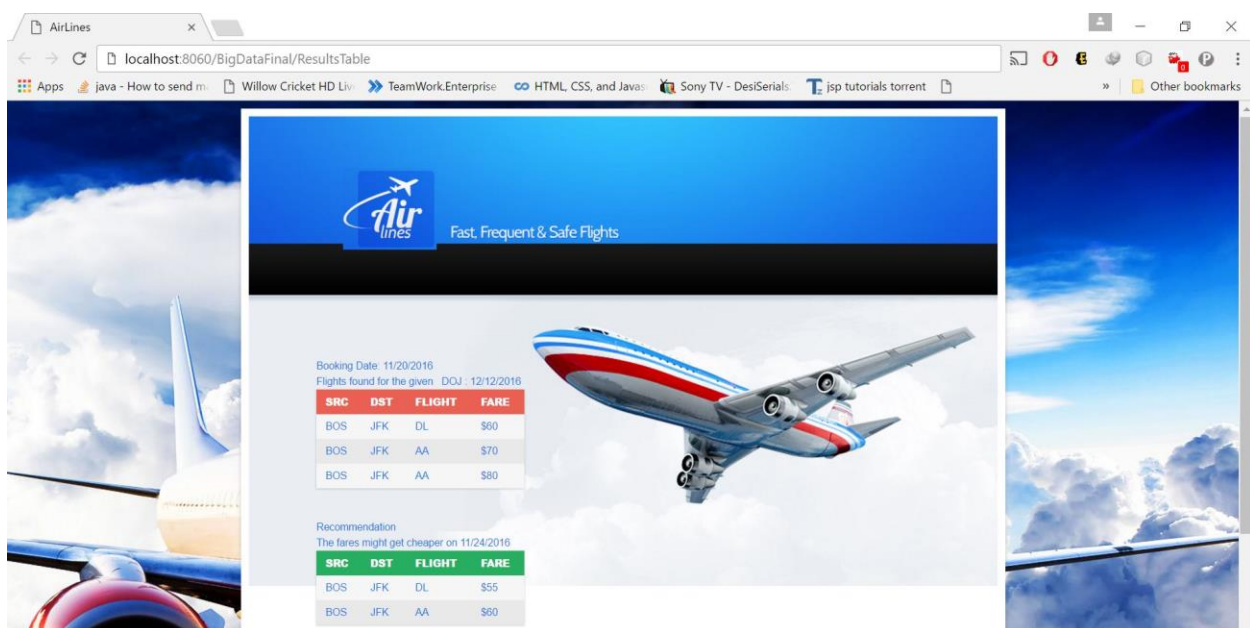 AirLines
localhost:8060/BigDataFinal/ResultsTable
Apps java - How to send m Willow Cricket HD Liv TeamWork.Enterprise HTML, CSS, and Javas Sony TV - DesiSerials. jsp tutorials torrent » Other bookmarks
Air
lines
Fast, Frequent & Safe Flights
Booking Date: 11/20/2016
Flights found for the given DOJ : 12/12/2016
SRC DST FLIGHT FARE
BOS JFK DL $60
BOS JFK AA $70
BOS JFK AA $80
Recommendation
The fares might get cheaper on 11/24/2016
SRC DST FLIGHT FARE
BOS JFK DL $55
BOS JFK AA $60